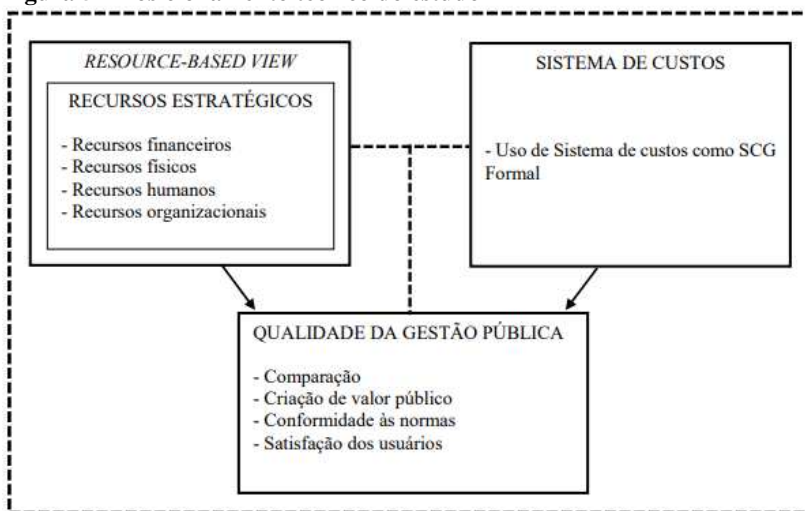 RESOURCE-BASED VIEW
RECURSOS ESTRATÉGICOS
- Recursos financeiros
- Recursos físicos
- Recursos humanos
- Recursos organizacionais
SISTEMA DE CUSTOS
- Uso de Sistema de custos como SCG
Formal
QUALIDADE DA GESTÃO PÚBLICA
- Comparação
- Criação de valor público
- Conformidade às normas
- Satisfação dos usuários